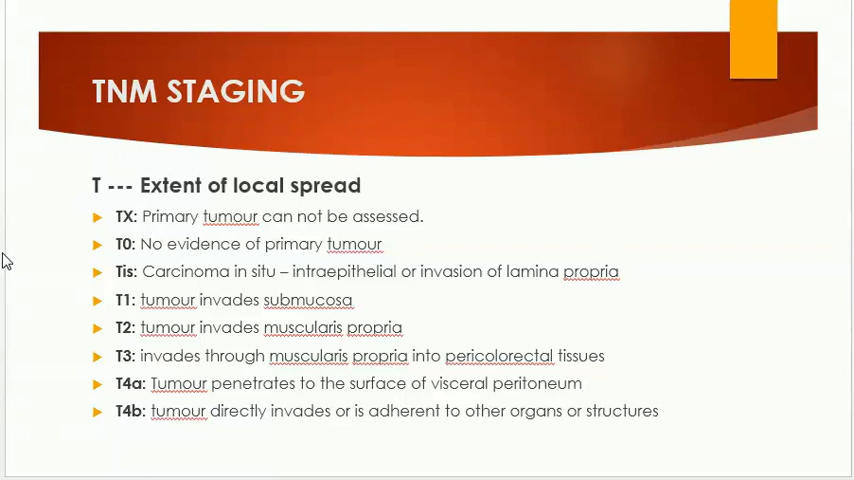 TNM STAGING
T --- Extent of local spread
TX: Primary tumour can not be assessed.
T0: No evidence of primary tumour
Tis: Carcinoma in situ – intraepithelial or invasion of lamina propria
T1: tumour invades submucosa
T2: tumour invades muscularis propria
T3: invades through muscularis propria into pericolorectal tissues
T4a: Tumour penetrates to the surface of visceral peritoneum
T4b: tumour directly invades or is adherent to other organs or structures